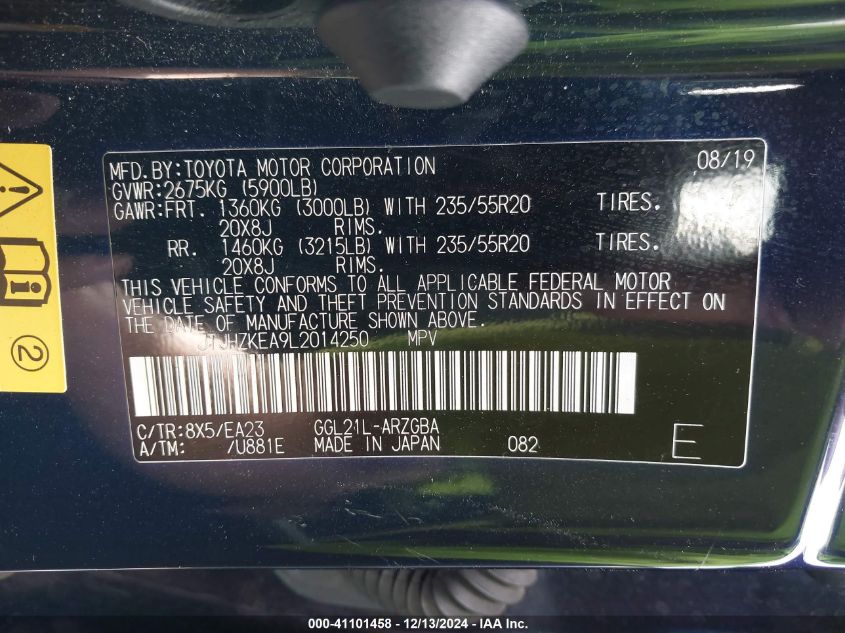 MFD.BY:TOYOTA MOTOR CORPORATION 08/19
GVWR:2675KG (5900LB)
GAWR:FRT. 1360KG (3000LB) WITH 235/55R20 TIRES.
20X8J RIMS.
RR. 1460KG (3215LB) WITH 235/55R20 TIRES.
20X8J RIMS.
THIS VEHICLE CONFORMS TO ALL APPLICABLE FEDERAL MOTOR
VEHICLE SAFETY AND THEFT PREVENTION STANDARDS IN EFFECT ON
THE DATE OF MANUFACTURE SHOWN ABOVE.
JTJHZKEA9L2014250 MPV
C/TR:8X5/EA23 GGL21L-ARZGBA
A/TM: /U881E MADE IN JAPAN 082 E
2
000-41101458 - 12/13/2024 - IAA Inc.